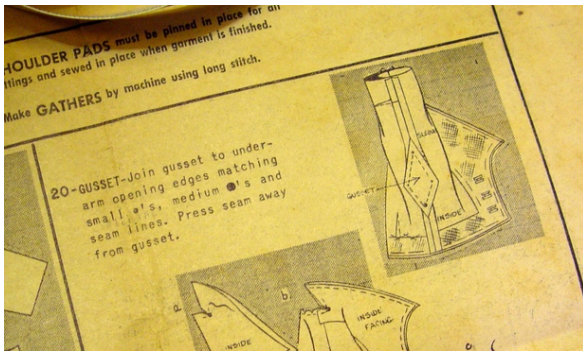 SHOULDER PADS must be pinned in place for all
fittings and sewed in place when garment is finished.
Make GATHERS by machine using long stitch.
20-GUSSET-Join gusset to under-
arm opening edges matching
small o's, medium ●'s and
seam lines. Press seam away
from gusset.
SLEEVE
GUSSET
INSIDE
a.
b.
INSIDE
INSIDE
FACING